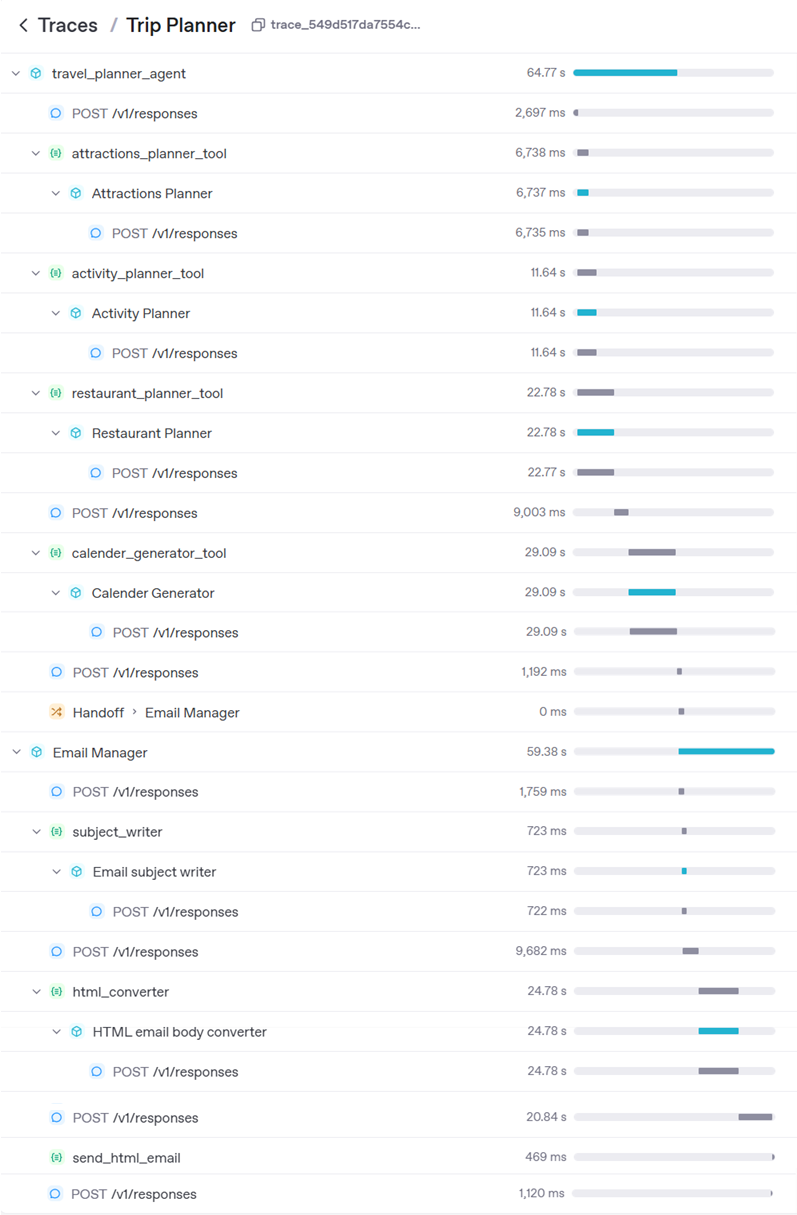 Traces / Trip Planner trace_549d517da7554c...
travel_planner_agent 64.77 s
POST /v1/responses 2,697 ms
attractions_planner_tool 6,738 ms
Attractions Planner 6,737 ms
POST /v1/responses 6,735 ms
activity_planner_tool 11.64 s
Activity Planner 11.64 s
POST /v1/responses 11.64 s
restaurant_planner_tool 22.78 s
Restaurant Planner 22.78 s
POST /v1/responses 22.77 s
POST /v1/responses 9,003 ms
calender_generator_tool 29.09 s
Calender Generator 29.09 s
POST /v1/responses 29.09 s
POST /v1/responses 1,192 ms
Handoff › Email Manager 0 ms
Email Manager 59.38 s
POST /v1/responses 1,759 ms
subject_writer 723 ms
Email subject writer 723 ms
POST /v1/responses 722 ms
POST /v1/responses 9,682 ms
html_converter 24.78 s
HTML email body converter 24.78 s
POST /v1/responses 24.78 s
POST /v1/responses 20.84 s
send_html_email 469 ms
POST /v1/responses 1,120 ms